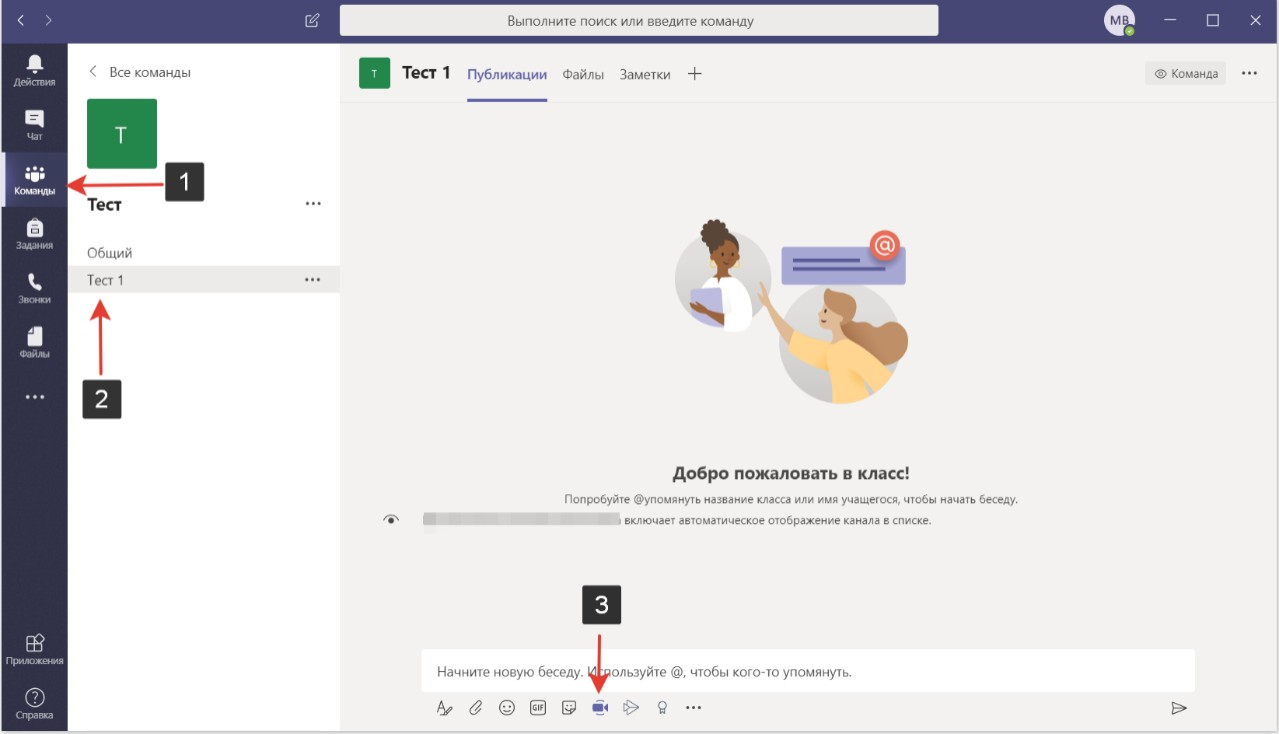 Выполните поиск или введите команду
МВ
Действия
Чат
Команды
Задания
Звонки
Файлы
Приложения
Справка
Все команды
Т
1
Тест
Общий
Тест 1
2
Т
Тест 1
Публикации
Файлы
Заметки
Команда
@
Добро пожаловать в класс!
Попробуйте @упомянуть название класса или имя учащегося, чтобы начать беседу.
включает автоматическое отображение канала в списке.
3
Начните новую беседу. Используйте @, чтобы кого-то упомянуть.
GIF